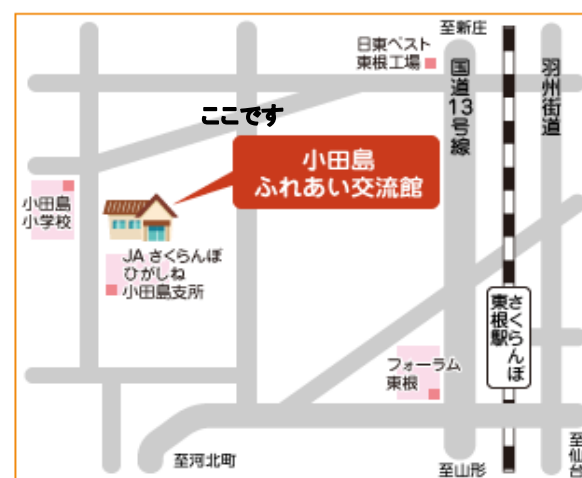 至新庄
日東ベスト
東根工場
国道13号線
羽州街道
ここです
小田島
ふれあい交流館
小田島
小学校
JA さくらんぼ
ひがしね
小田島支所
さくらんぼ
東根駅
フォーラム
東根
至河北町
至山形
至仙台